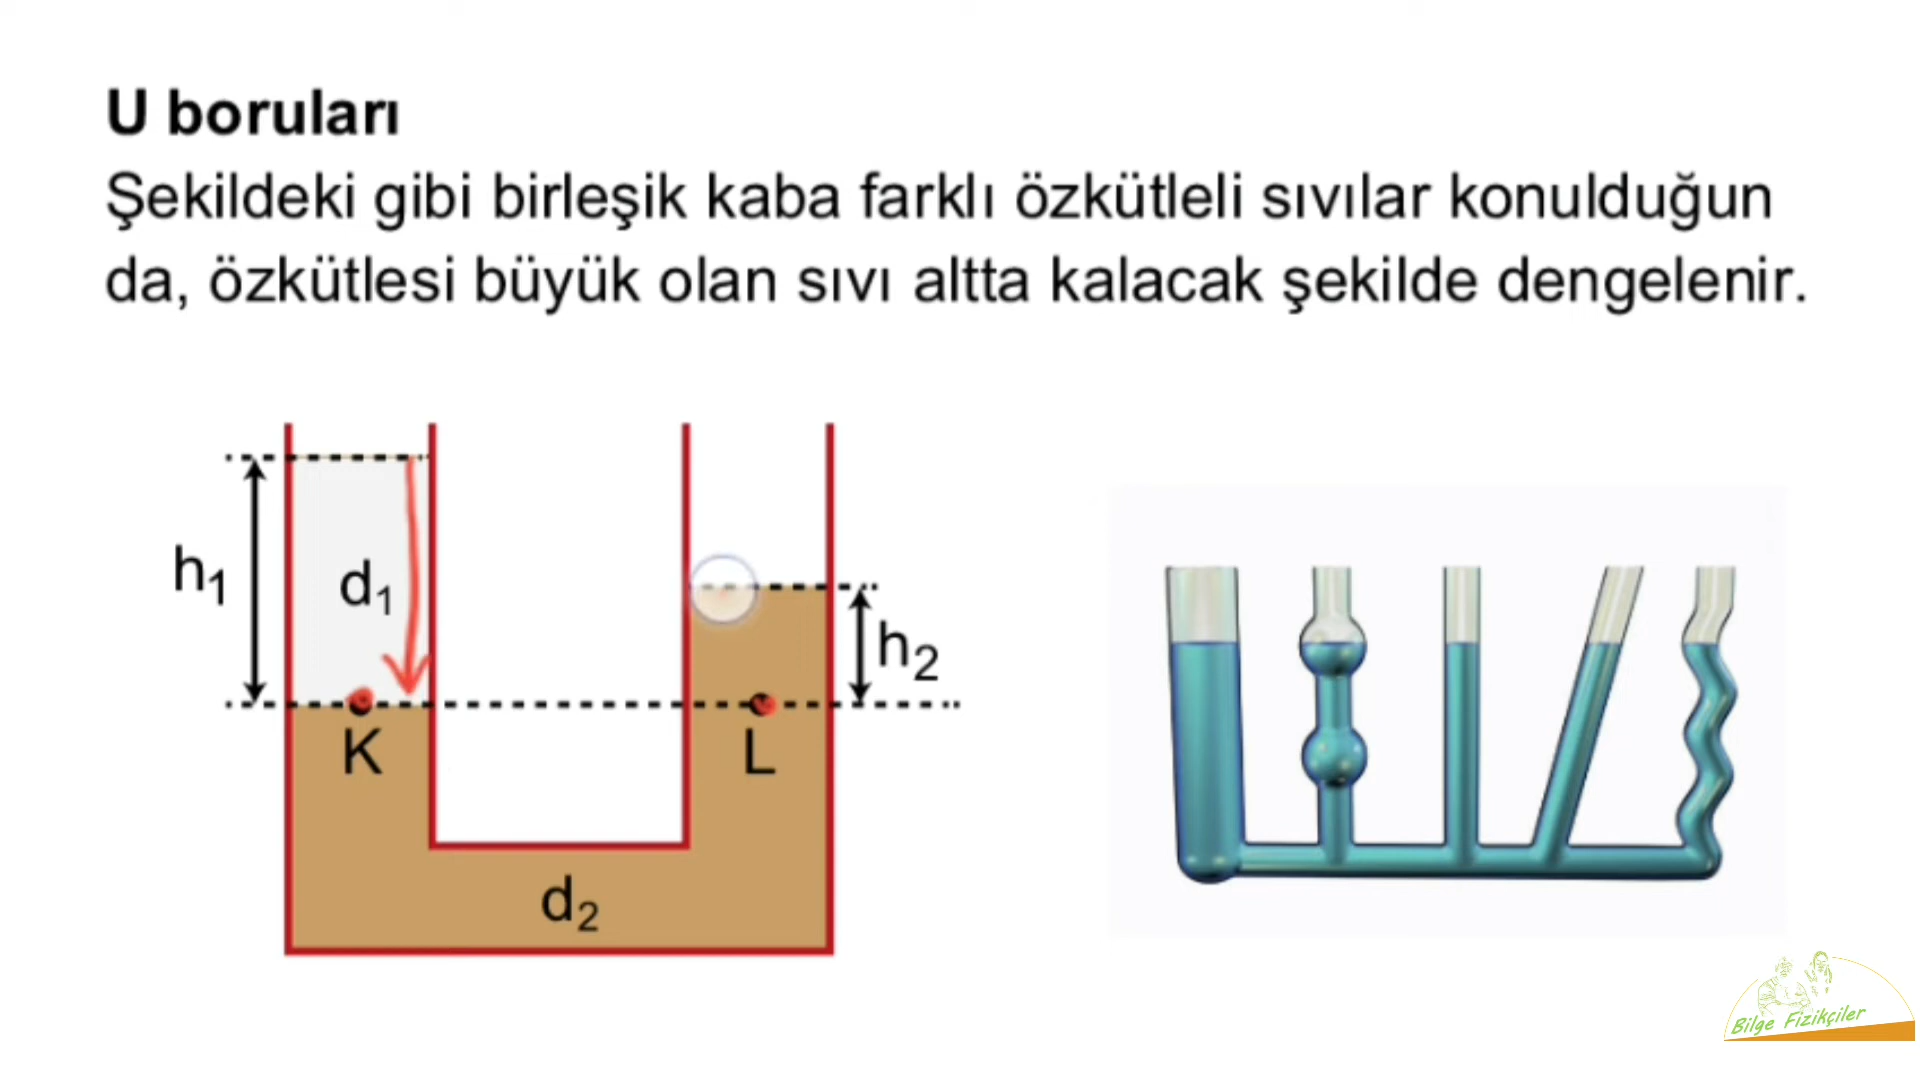 U boruları
Şekildeki gibi birleşik kaba farklı özkütleli sıvılar konulduğun
da, özkütlesi büyük olan sıvı altta kalacak şekilde dengelenir.
h₁
d₁
h₂
K
L
d₂
Bilge Fizikçiler